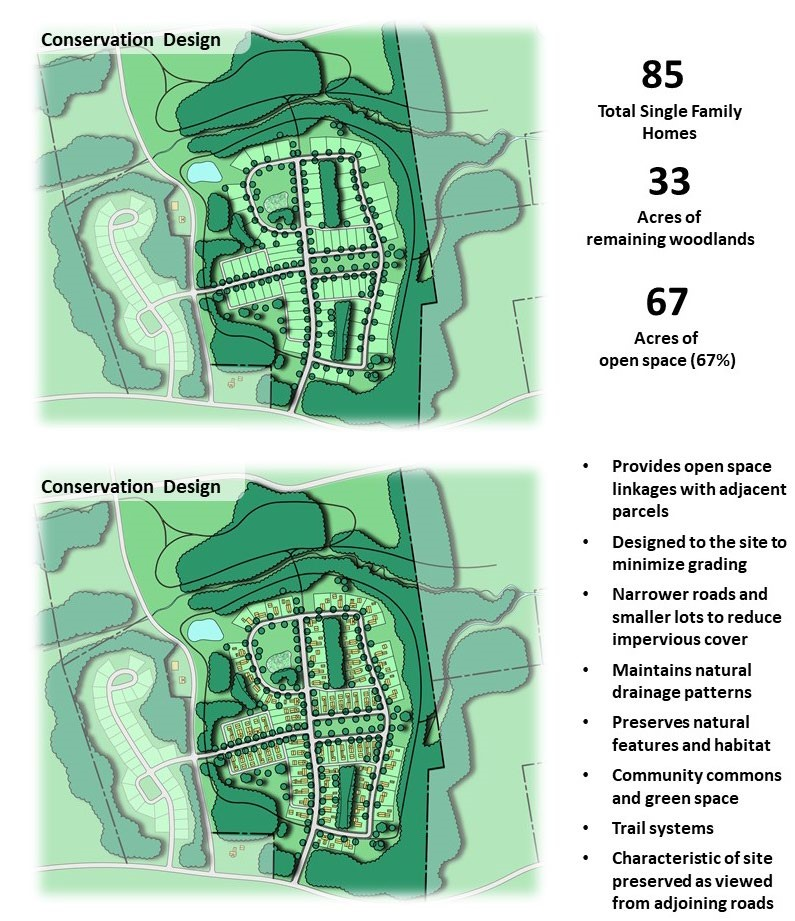 Conservation Design
85
Total Single Family
Homes
33
Acres of
remaining woodlands
67
Acres of
open space (67%)
Conservation Design
• Provides open space
linkages with adjacent
parcels
• Designed to the site to
minimize grading
• Narrower roads and
smaller lots to reduce
impervious cover
• Maintains natural
drainage patterns
• Preserves natural
features and habitat
• Community commons
and green space
• Trail systems
• Characteristic of site
preserved as viewed
from adjoining roads